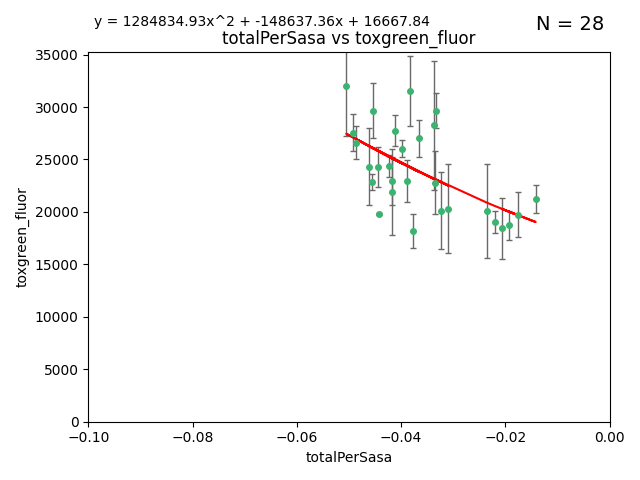 y = 1284834.93x^2 + -148637.36x + 16667.84
N = 28
totalPerSasa vs toxgreen_fluor
35000
30000
25000
20000
15000
10000
5000
0
toxgreen_fluor
−0.10
−0.08
−0.06
−0.04
−0.02
0.00
totalPerSasa